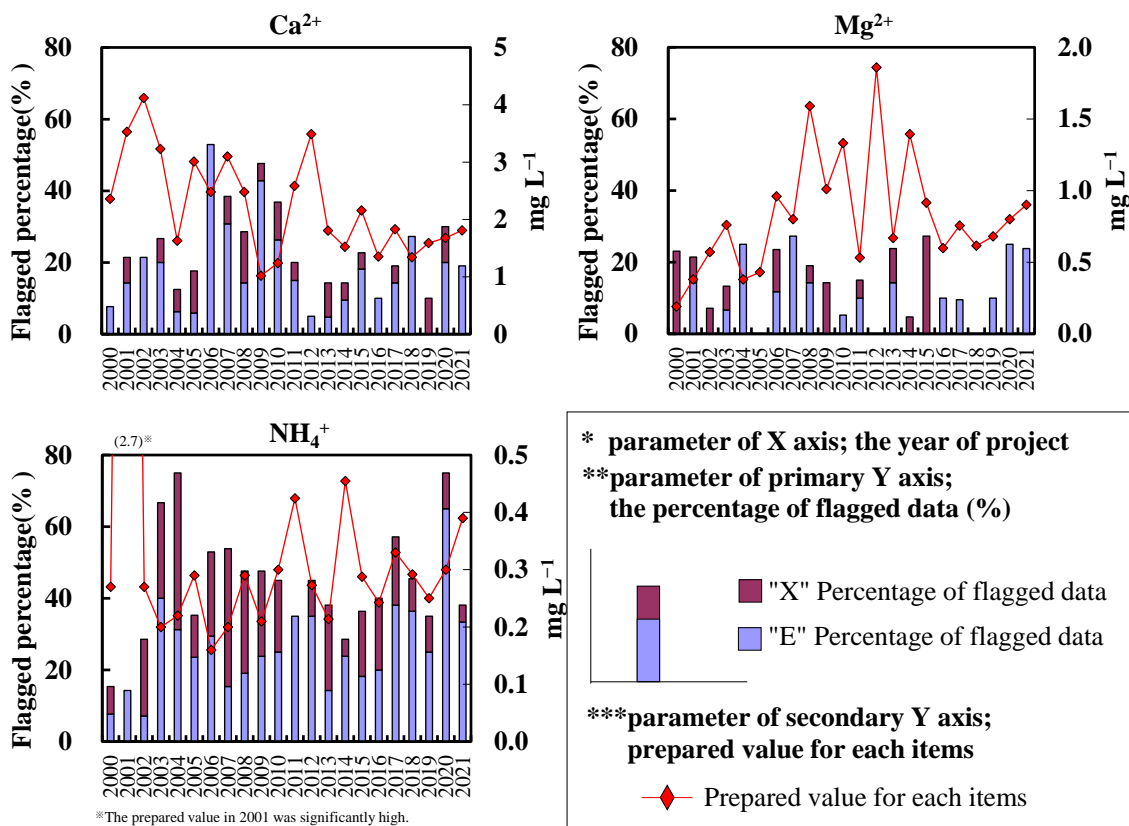 Ca²⁺
Flagged percentage(%)
80
60
40
20
0
5
4
3
2
1
0
mg L⁻¹
2000 2001 2002 2003 2004 2005 2006 2007 2008 2009 2010 2011 2012 2013 2014 2015 2016 2017 2018 2019 2020 2021
Mg²⁺
Flagged percentage(%)
80
60
40
20
0
2.0
1.5
1.0
0.5
0.0
mg L⁻¹
2000 2001 2002 2003 2004 2005 2006 2007 2008 2009 2010 2011 2012 2013 2014 2015 2016 2017 2018 2019 2020 2021
NH₄⁺
(2.7)※
Flagged percentage(%)
80
60
40
20
0
0.5
0.4
0.3
0.2
0.1
0.0
mg L⁻¹
2000 2001 2002 2003 2004 2005 2006 2007 2008 2009 2010 2011 2012 2013 2014 2015 2016 2017 2018 2019 2020 2021
※The prepared value in 2001 was significantly high.
* parameter of X axis; the year of project
**parameter of primary Y axis;
the percentage of flagged data (%)
"X" Percentage of flagged data
"E" Percentage of flagged data
***parameter of secondary Y axis;
prepared value for each items
Prepared value for each items